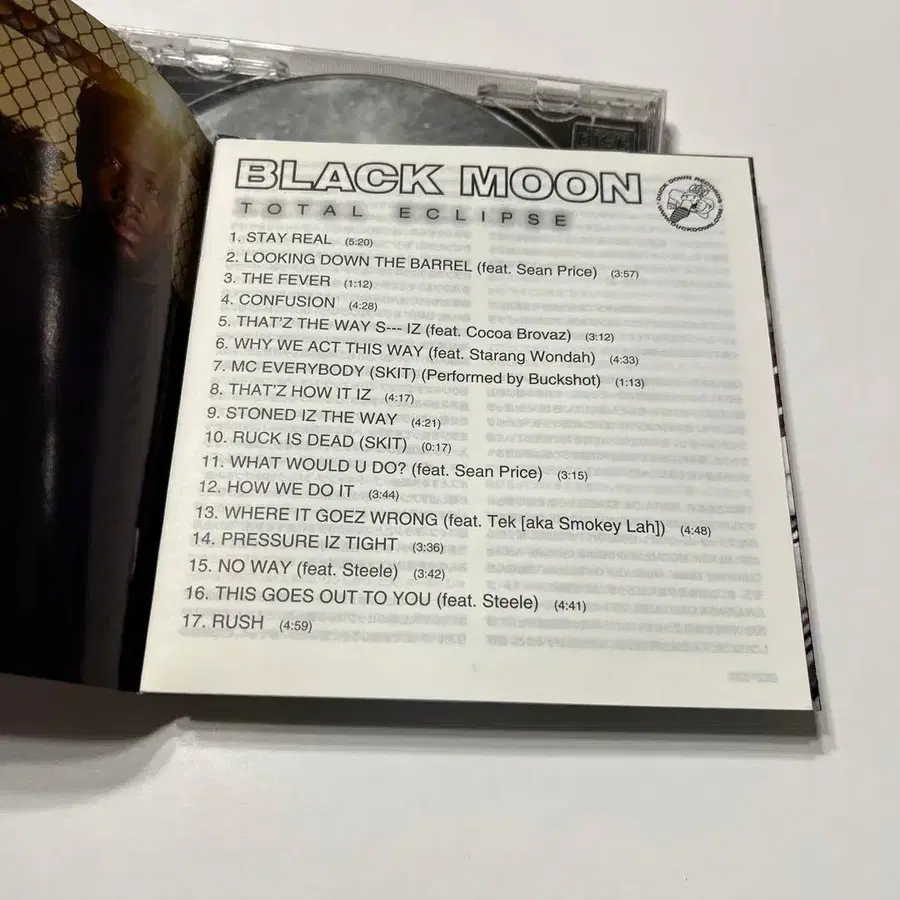 BLACK MOON
TOTAL ECLIPSE
DUCK DOWN RECORDS
WWW.DUCKDOWN.COM
1. STAY REAL (5:20)
2. LOOKING DOWN THE BARREL (feat. Sean Price) (3:57)
3. THE FEVER (1:12)
4. CONFUSION (4:28)
5. THAT'Z THE WAY S--- IZ (feat. Cocoa Brovaz) (3:12)
6. WHY WE ACT THIS WAY (feat. Starang Wondah) (4:33)
7. MC EVERYBODY (SKIT) (Performed by Buckshot) (1:13)
8. THAT'Z HOW IT IZ (4:17)
9. STONED IZ THE WAY (4:21)
10. RUCK IS DEAD (SKIT) (0:17)
11. WHAT WOULD U DO? (feat. Sean Price) (3:15)
12. HOW WE DO IT (3:44)
13. WHERE IT GOEZ WRONG (feat. Tek [aka Smokey Lah]) (4:48)
14. PRESSURE IZ TIGHT (3:36)
15. NO WAY (feat. Steele) (3:42)
16. THIS GOES OUT TO YOU (feat. Steele) (4:41)
17. RUSH (4:59)